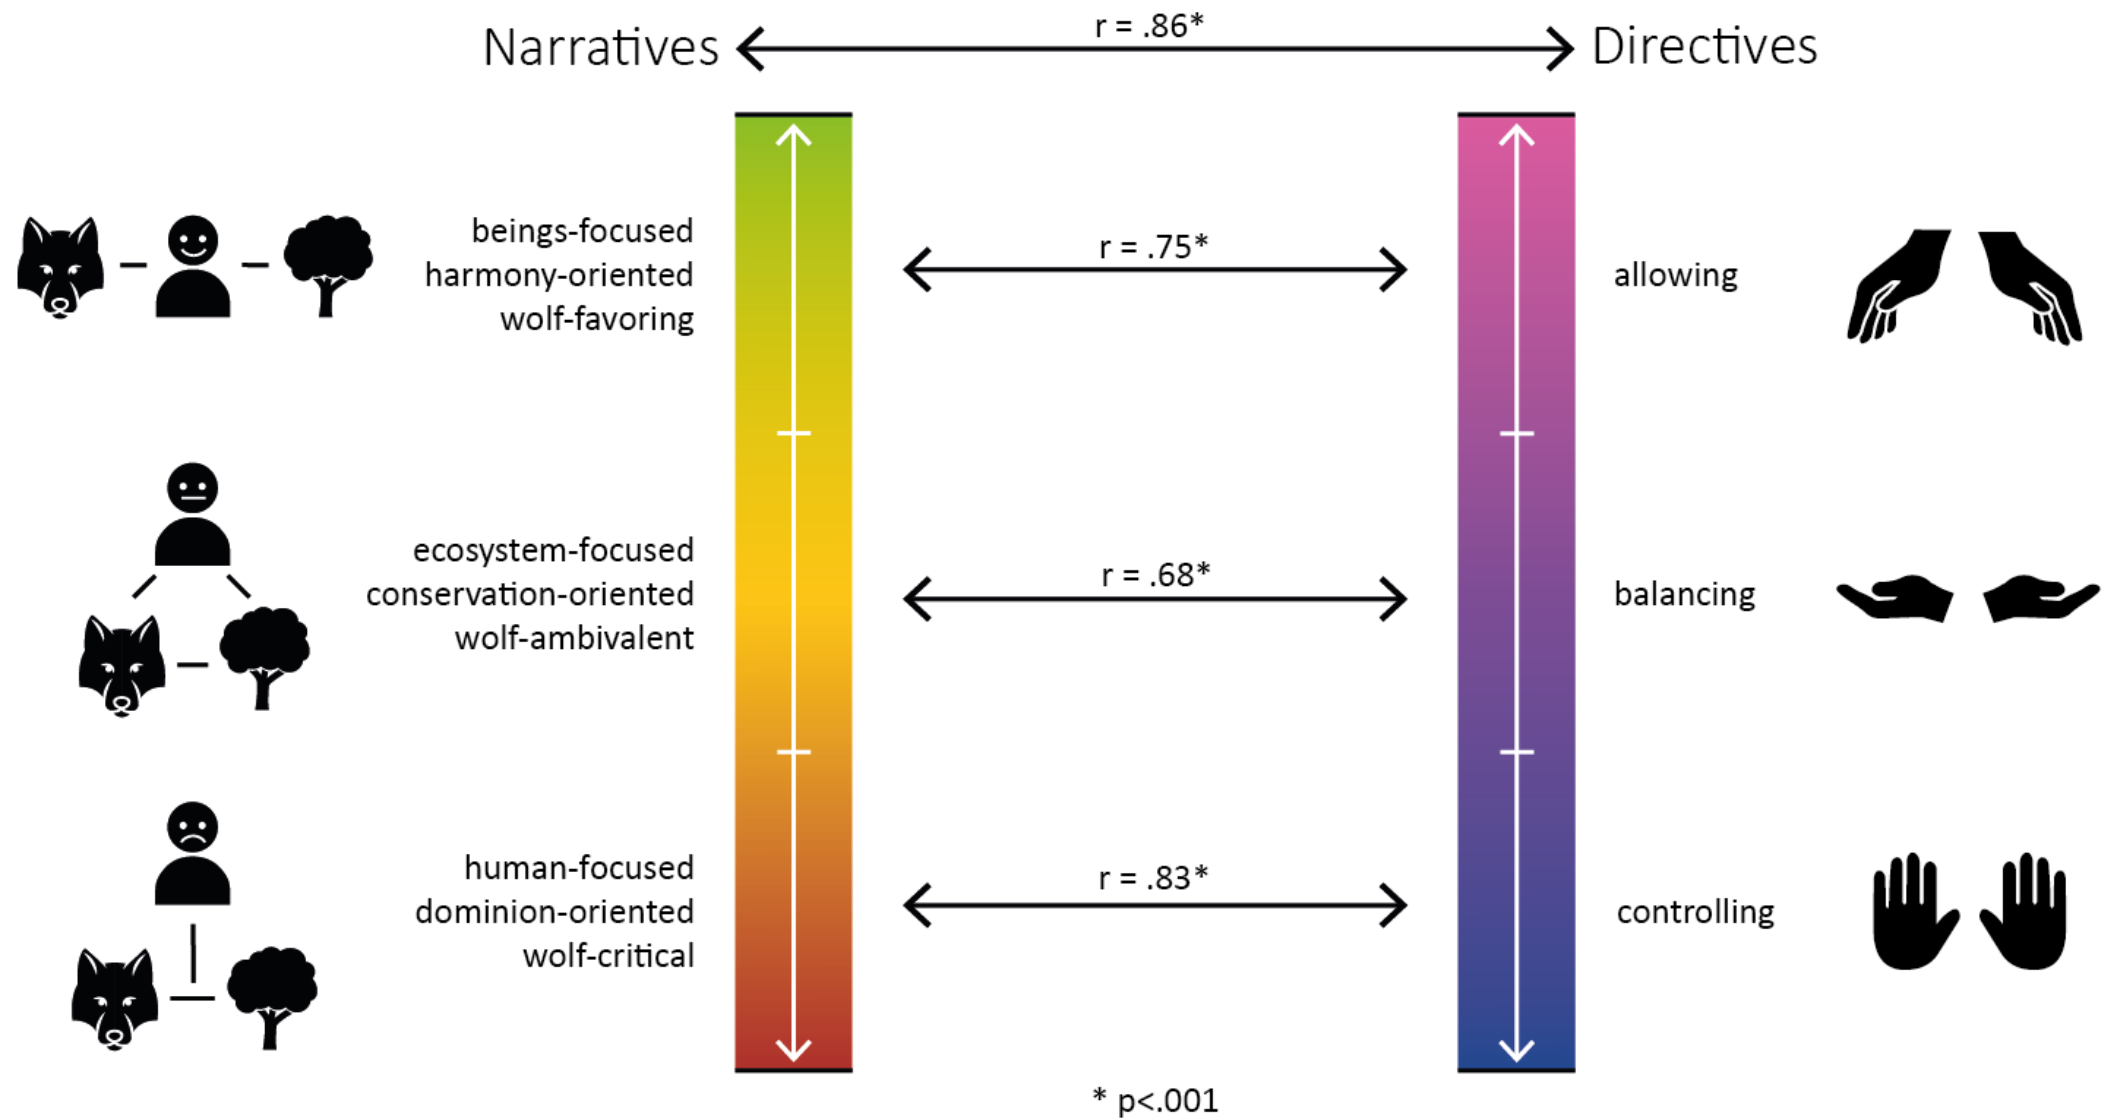 Narratives
r = .86*
Directives
beings-focused
harmony-oriented
wolf-favoring
r = .75*
allowing
ecosystem-focused
conservation-oriented
wolf-ambivalent
r = .68*
balancing
human-focused
dominion-oriented
wolf-critical
r = .83*
controlling
* p<.001